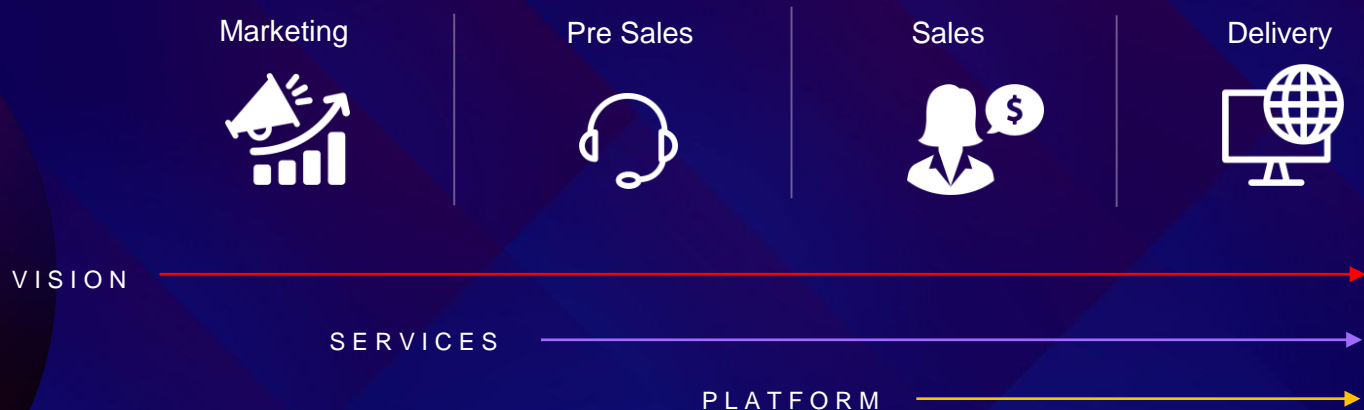 Marketing
Pre Sales
Sales
Delivery
$
VISION
SERVICES
PLATFORM